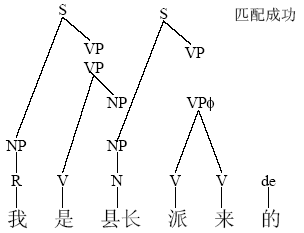 S S 匹配成功
VP VP
VP
NP VPϕ
NP NP
R V N V V de
我 是 县长 派 来 的